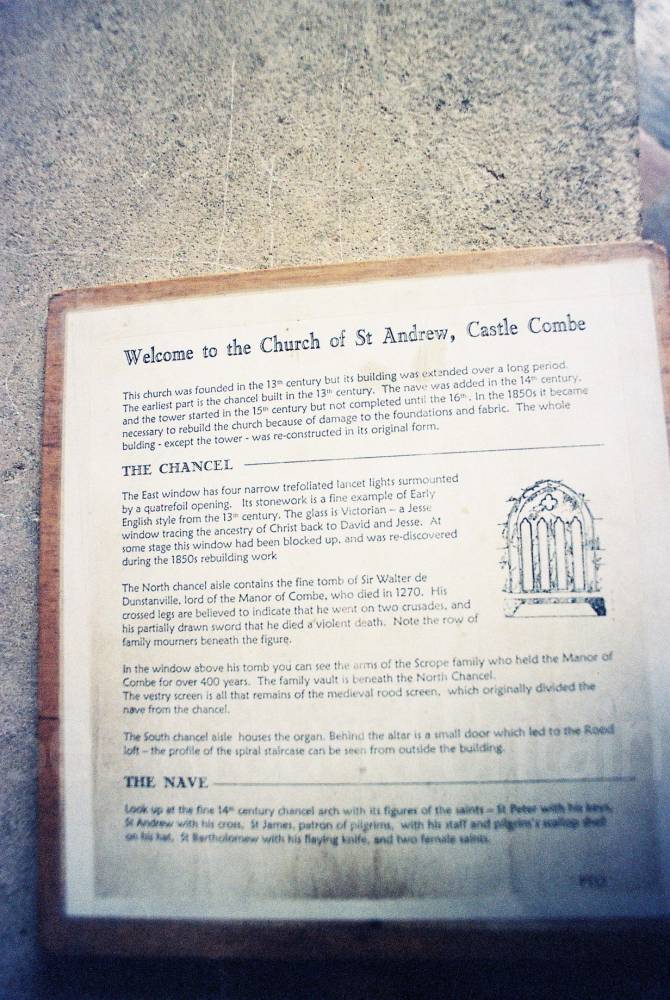 Welcome to the Church of St Andrew, Castle Combe
This church was founded in the 13th century but its building was extended over a long period.
The earliest part is the chancel built in the 13th century. The nave was added in the 14th century,
and the tower started in the 15th century but not completed until the 16th. In the 1850s it became
necessary to rebuild the church because of damage to the foundations and fabric. The whole
bulding - except the tower - was re-constructed in its original form.
THE CHANCEL
The East window has four narrow trefoliated lancet lights surmounted
by a quatrefoil opening. Its stonework is a fine example of Early
English style from the 13th century. The glass is Victorian – a Jesse
window tracing the ancestry of Christ back to David and Jesse. At
some stage this window had been blocked up, and was re-discovered
during the 1850s rebuilding work
The North chancel aisle contains the fine tomb of Sir Walter de
Dunstanville, lord of the Manor of Combe, who died in 1270. His
crossed legs are believed to indicate that he went on two crusades, and
his partially drawn sword that he died a violent death. Note the row of
family mourners beneath the figure.
In the window above his tomb you can see the arms of the Scrope family who held the Manor of
Combe for over 400 years. The family vault is beneath the North Chancel.
The vestry screen is all that remains of the medieval rood screen, which originally divided the
nave from the chancel.
The South chancel aisle houses the organ. Behind the altar is a small door which led to the Rood
loft – the profile of the spiral staircase can be seen from outside the building.
THE NAVE
Look up at the fine 14th century chancel arch with its figures of the saints – St Peter with his keys,
St Andrew with his cross, St James, patron of pilgrims, with his staff and pilgrim's scallop shell
on his hat, St Bartholomew with his flaying knife, and two female saints.